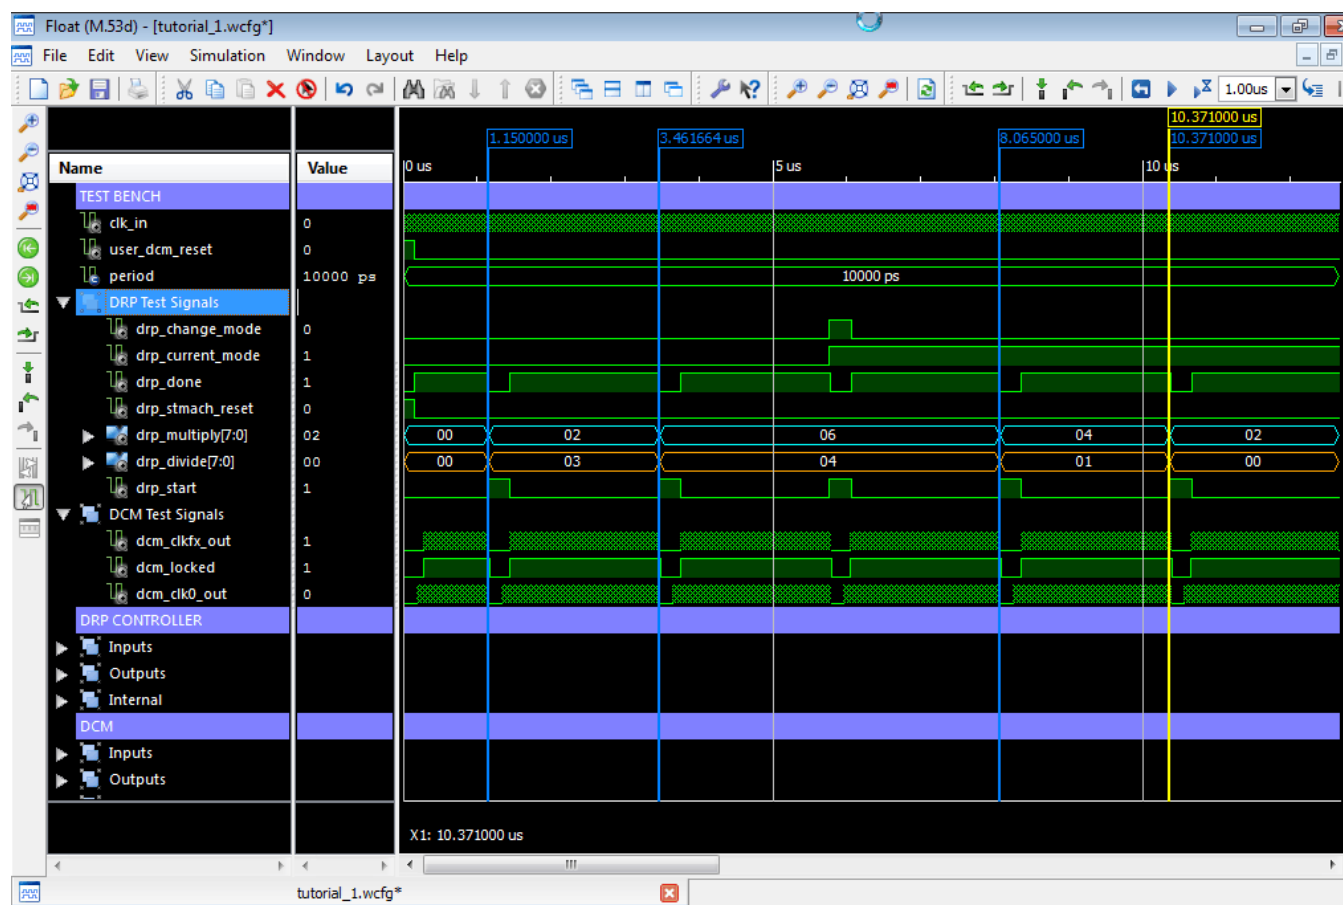 Float (M.53d) - [tutorial_1.wcfg*]
File Edit View Simulation Window Layout Help
1.00us
10.371000 us
1.150000 us 3.461664 us 8.065000 us 10.371000 us
Name Value 0 us 5 us 10 us
TEST BENCH
clk_in 0
user_dcm_reset 0
period 10000 ps 10000 ps
DRP Test Signals
drp_change_mode 0
drp_current_mode 1
drp_done 1
drp_stmach_reset 0
drp_multiply[7:0] 02 00 02 06 04 02
drp_divide[7:0] 00 00 03 04 01 00
drp_start 1
DCM Test Signals
dcm_clkfx_out 1
dcm_locked 1
dcm_clk0_out 0
DRP CONTROLLER
Inputs
Outputs
Internal
DCM
Inputs
Outputs
X1: 10.371000 us
tutorial_1.wcfg*